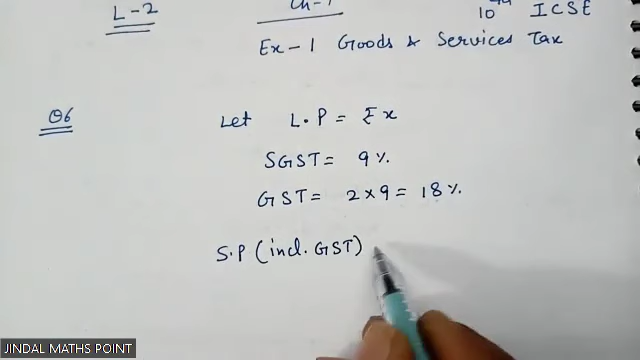 L-2
Ch-1
10th ICSE
Ex-1 Goods & Services Tax
Q6
Let L.P = ₹x
SGST = 9%.
GST = 2×9 = 18%.
S.P (incl. GST)
JINDAL MATHS POINT